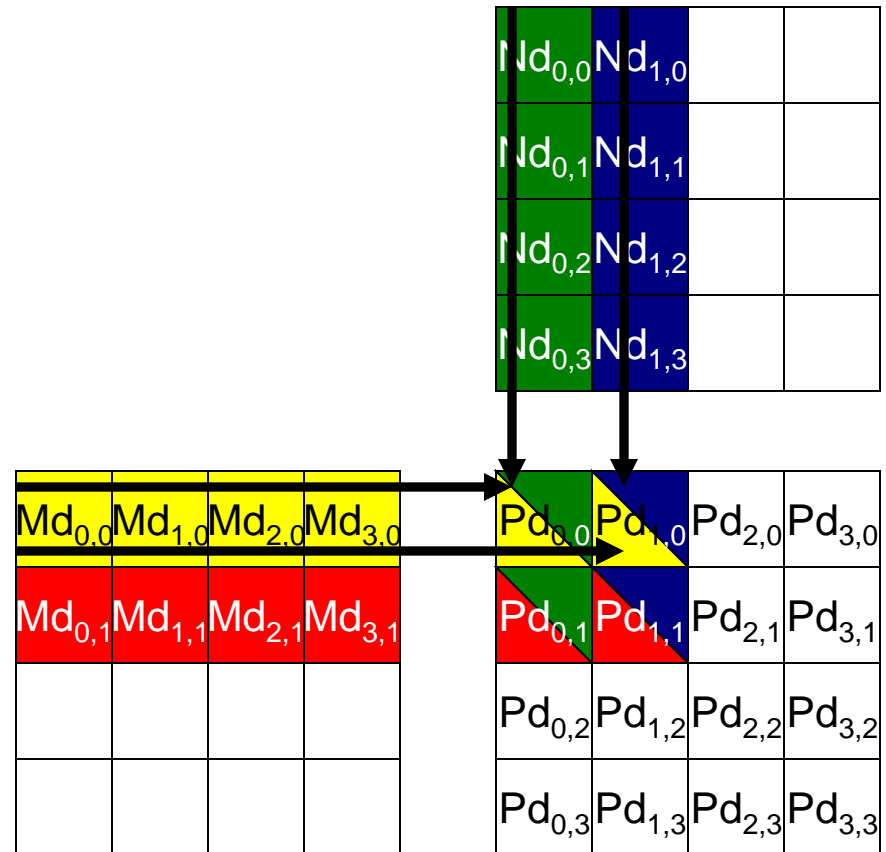 Nd0,0 Nd1,0
Nd0,1 Nd1,1
Nd0,2 Nd1,2
Nd0,3 Nd1,3
Md0,0 Md1,0 Md2,0 Md3,0 Pd0,0 Pd1,0 Pd2,0 Pd3,0
Md0,1 Md1,1 Md2,1 Md3,1 Pd0,1 Pd1,1 Pd2,1 Pd3,1
Pd0,2 Pd1,2 Pd2,2 Pd3,2
Pd0,3 Pd1,3 Pd2,3 Pd3,3